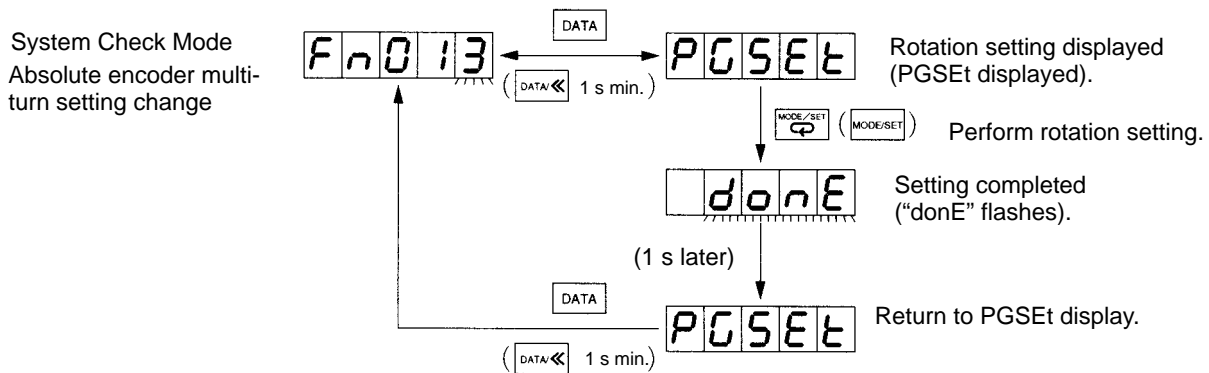 System Check Mode
Absolute encoder multi-
turn setting change
Fn013
DATA
(DATA/≪ 1 s min.)
PGSEt
Rotation setting displayed
(PGSEt displayed).
MODE/SET (MODE/SET)
Perform rotation setting.
donE
Setting completed
(“donE” flashes).
(1 s later)
DATA
(DATA/≪ 1 s min.)
PGSEt
Return to PGSEt display.